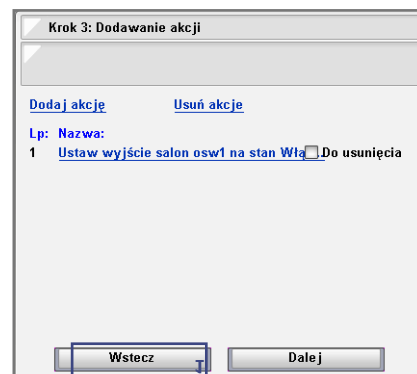 Krok 3: Dodawanie akcji
Dodaj akcję Usuń akcje
Lp: Nazwa:
1 Ustaw wyjście salon osw1 na stan Włą... Do usunięcia
Wstecz Dalej
J